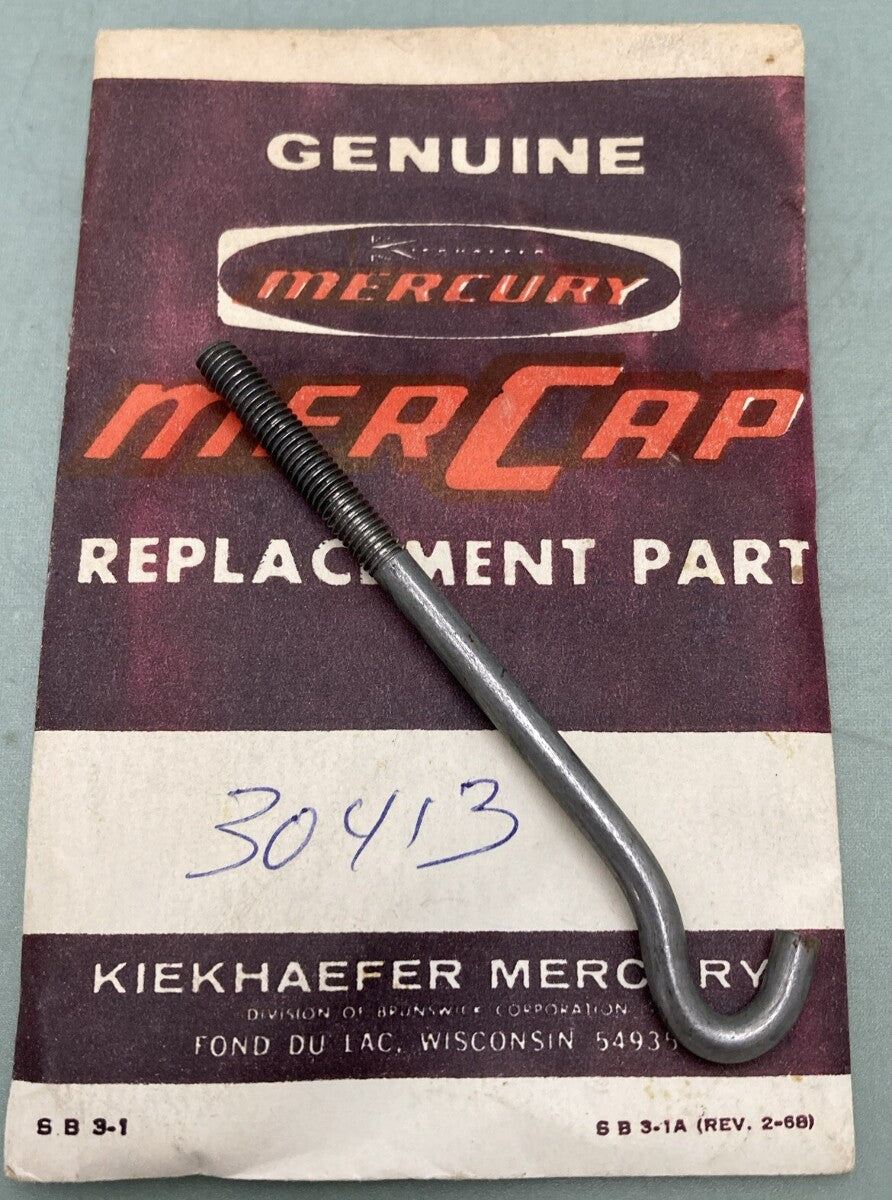 GENUINE
KIEKHAEFER
MERCURY
MERCAP
REPLACEMENT PART
30413
KIEKHAEFER MERCURY
DIVISION OF BRUNSWICK CORPORATION
FOND DU LAC, WISCONSIN 54935
S B 3-1
S B 3-1A (REV. 2-68)